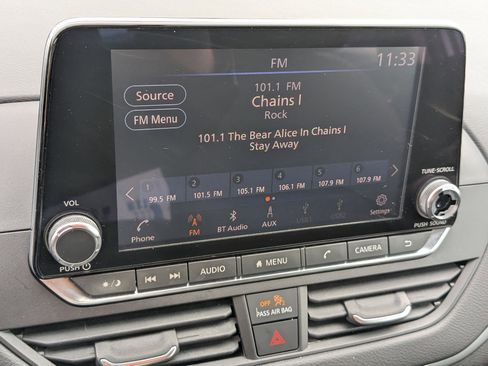 FM
11:33
101.1 FM
Source
Chains I
Rock
FM Menu
101.1 The Bear Alice In Chains I
Stay Away
1 2 3 4 5 6
99.5 FM 101.5 FM 105.1 FM 106.1 FM 107.9 FM 107.9 FM
Phone FM BT Audio AUX USB1 USB2 Settings
VOL
PUSH
TUNE·SCROLL
PUSH SOUND
AUDIO MENU CAMERA
OFF
PASS AIR BAG